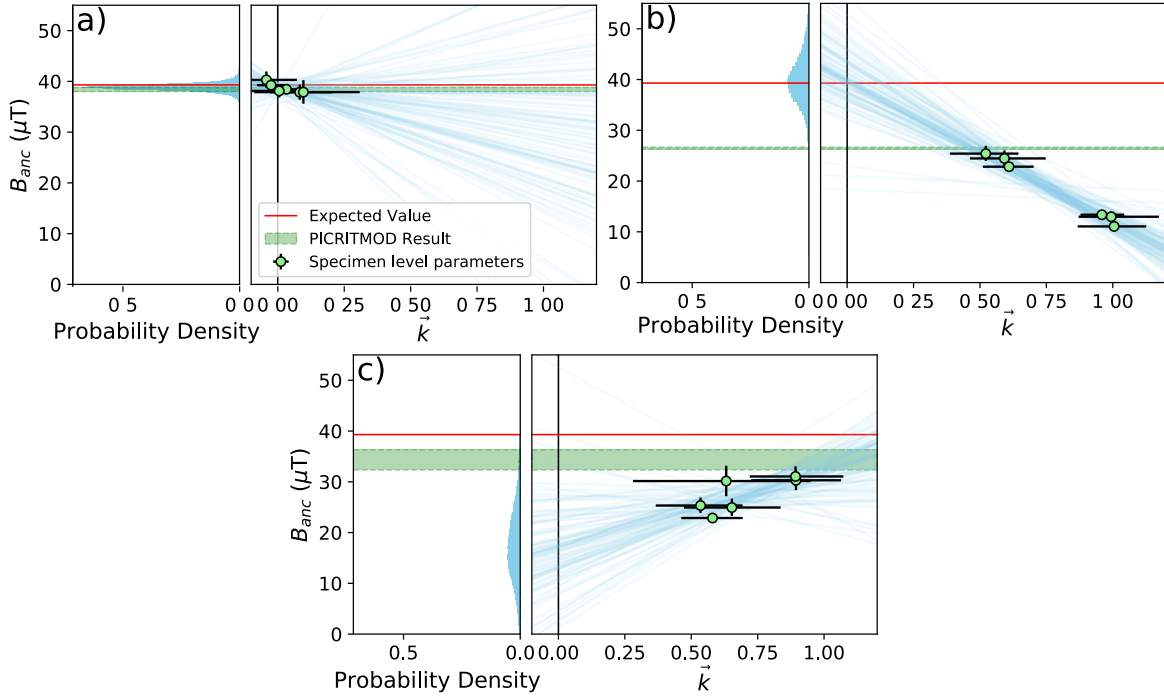 a)
50
40
30
20
10
0
B_anc (μT)
0 5
0
0 00
0 25
0 50
0 75
1 00
Probability Density
k⃗
Expected Value
PICRITMOD Result
Specimen level parameters
b)
50
40
30
20
10
0
B_anc (μT)
0 5
0
0 00
0 25
0 50
0 75
1 00
Probability Density
k⃗
c)
50
40
30
20
10
0
B_anc (μT)
0.5
0.0
0.00
0.25
0.50
0.75
1.00
Probability Density
k⃗